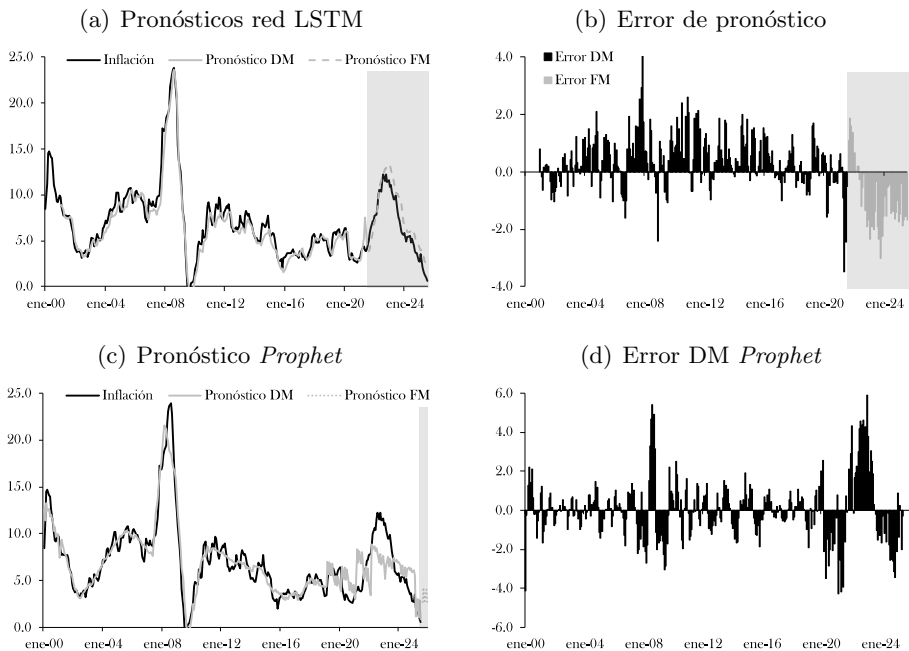 (a) Pronósticos red LSTM
25.0
20.0
15.0
10.0
5.0
0.0
Inflación
Pronóstico DM
Pronóstico FM
ene-00
ene-04
ene-08
ene-12
ene-16
ene-20
ene-24
(b) Error de pronóstico
4.0
2.0
0.0
-2.0
-4.0
Error DM
Error FM
ene-00
ene-04
ene-08
ene-12
ene-16
ene-20
ene-24
(c) Pronóstico Prophet
25.0
20.0
15.0
10.0
5.0
0.0
Inflación
Pronóstico DM
Pronóstico FM
ene-00
ene-04
ene-08
ene-12
ene-16
ene-20
ene-24
(d) Error DM Prophet
6.0
4.0
2.0
0.0
-2.0
-4.0
-6.0
ene-00
ene-04
ene-08
ene-12
ene-16
ene-20
ene-24